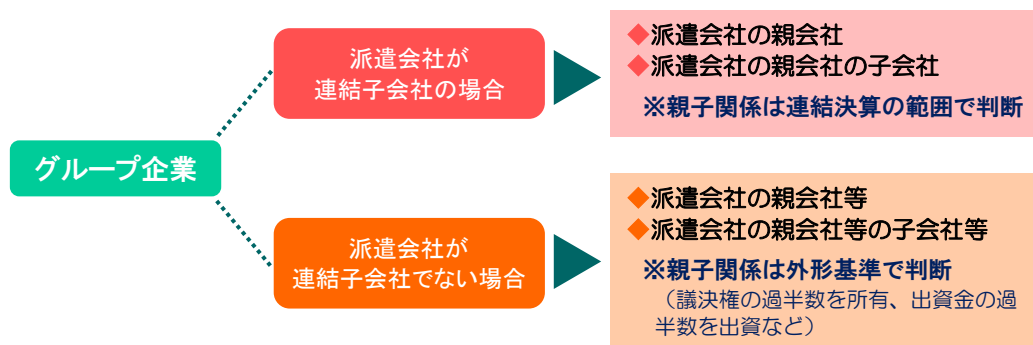 グループ企業
派遣会社が
連結子会社の場合
◆派遣会社の親会社
◆派遣会社の親会社の子会社
※親子関係は連結決算の範囲で判断
派遣会社が
連結子会社でない場合
◆派遣会社の親会社等
◆派遣会社の親会社等の子会社等
※親子関係は外形基準で判断
（議決権の過半数を所有、出資金の過
半数を出資など）